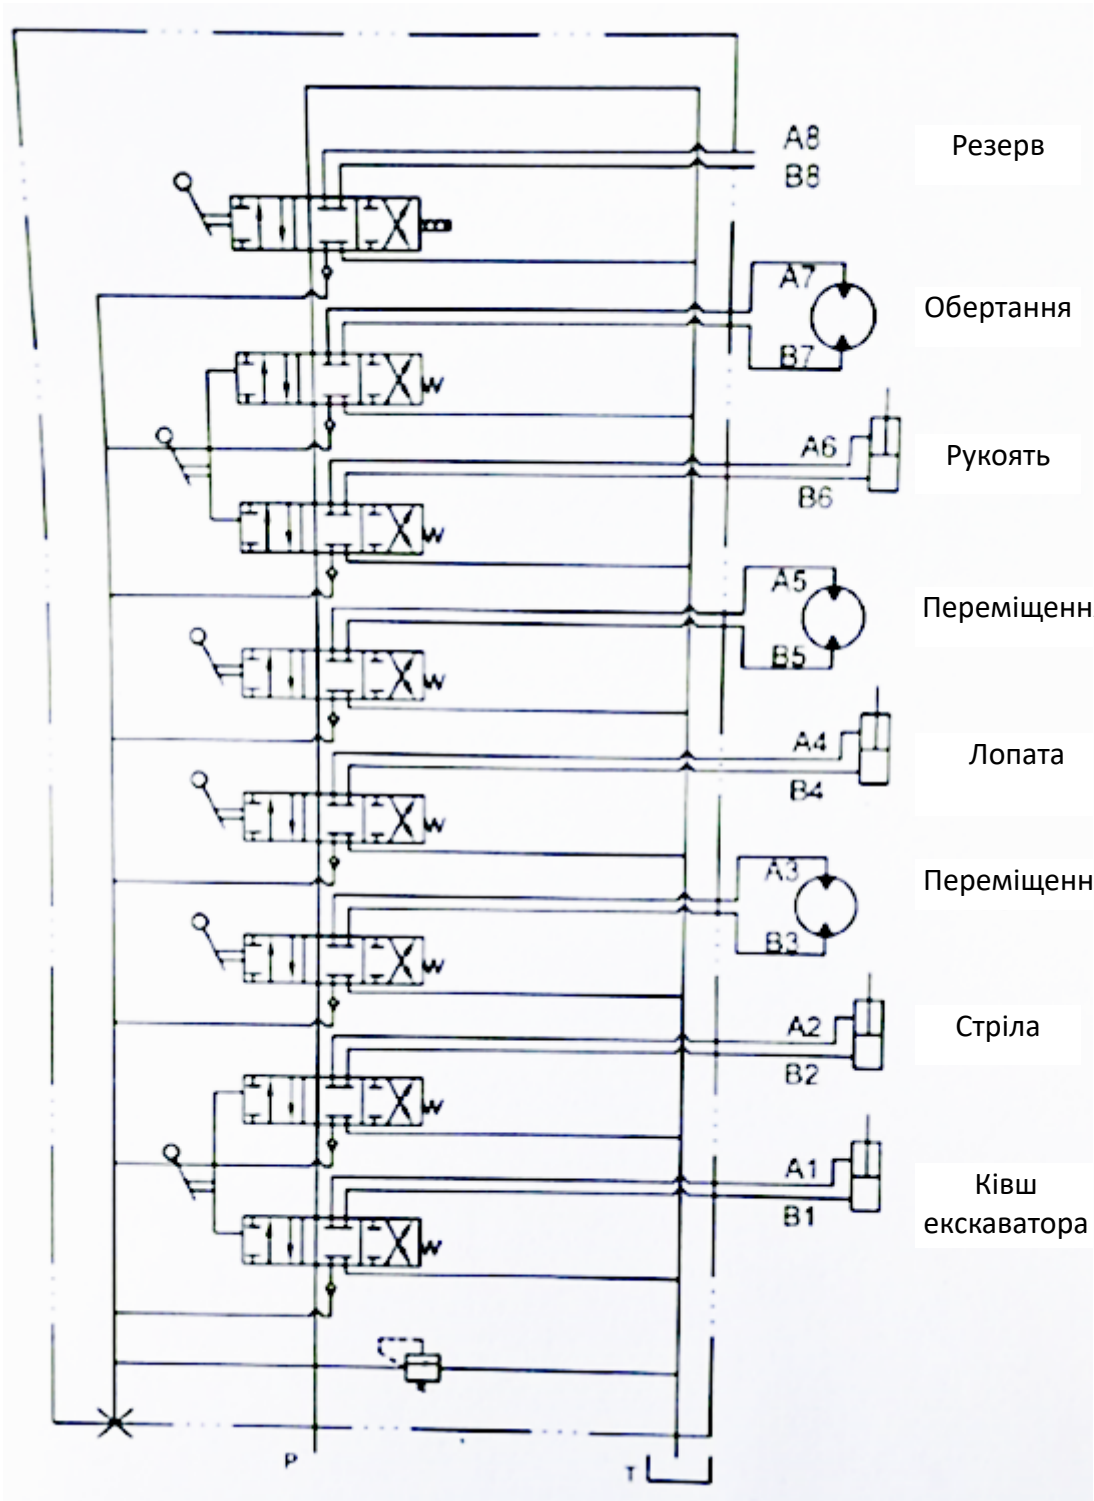 A8
B8
Резерв
A7
B7
Обертання
A6
B6
Рукоять
A5
B5
Переміщенн
A4
B4
Лопата
A3
B3
Переміщенн
A2
B2
Стріла
A1
B1
Ківш
екскаватора
P
T